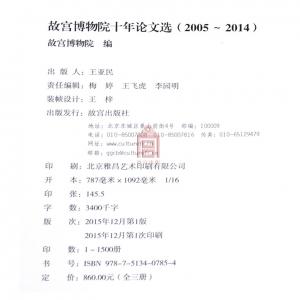 故宫博物院十年论文选（2005 ~ 2014）
故宫博物院 编
出 版 人：王亚民
责任编辑：梅 婷 王飞虎 李园明
装帧设计：王 梓
出版发行：故宫出版社
地址：北京东城区景山前街4号 邮编：100009
电话：010-85007808 010-85007816 传真：010-65129479
邮箱：ggcb@culturefc.cn
印 刷：北京雅昌艺术印刷有限公司
开 本：787毫米×1092毫米 1/16
印 张：145.5
字 数：3400千字
版 次：2015年12月第1版
2015年12月第1次印刷
印 数：1~1500册
书 号：ISBN 978-7-5134-0785-4
定 价：860.00元（全三册）